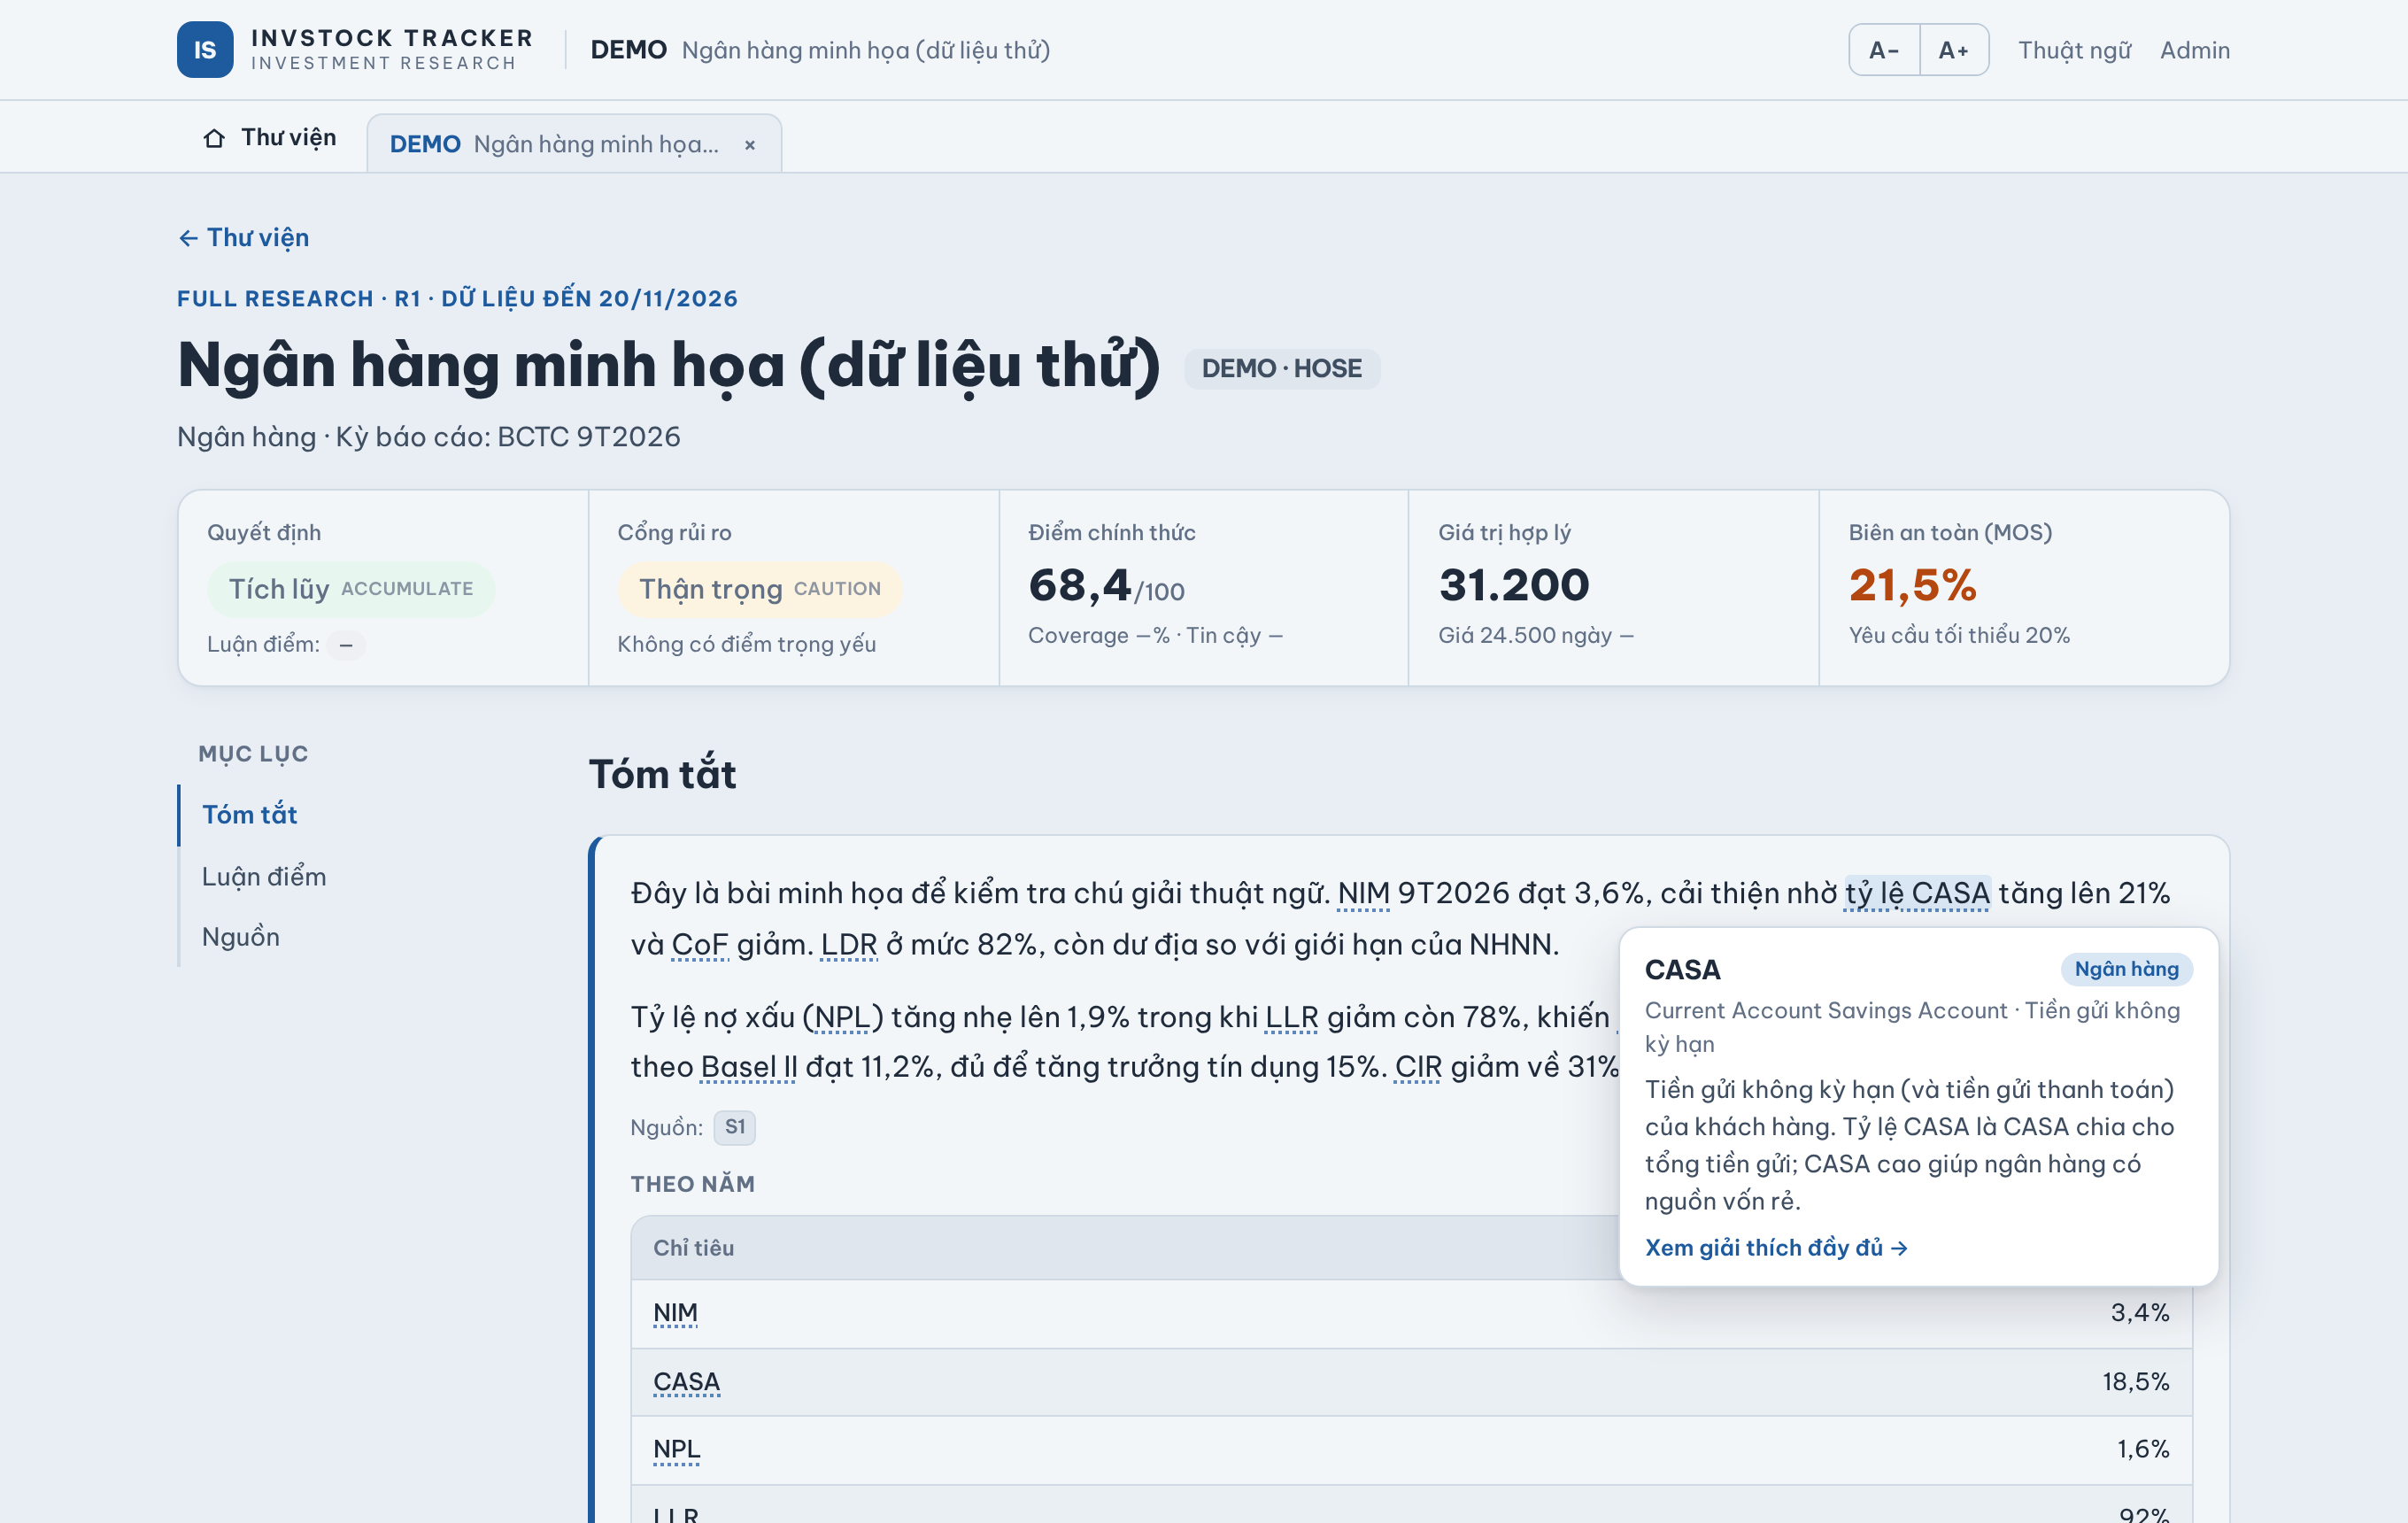 IS
INVSTOCK TRACKER
INVESTMENT RESEARCH
DEMO Ngân hàng minh họa (dữ liệu thử)
A−
A+
Thuật ngữ
Admin
Thư viện
DEMO Ngân hàng minh họa... ×
← Thư viện
FULL RESEARCH · R1 · DỮ LIỆU ĐẾN 20/11/2026
Ngân hàng minh họa (dữ liệu thử)
DEMO · HOSE
Ngân hàng · Kỳ báo cáo: BCTC 9T2026
Quyết định
Tích lũy ACCUMULATE
Luận điểm: —
Cổng rủi ro
Thận trọng CAUTION
Không có điểm trọng yếu
Điểm chính thức
68,4/100
Coverage —% · Tin cậy —
Giá trị hợp lý
31.200
Giá 24.500 ngày —
Biên an toàn (MOS)
21,5%
Yêu cầu tối thiểu 20%
MỤC LỤC
Tóm tắt
Luận điểm
Nguồn
Tóm tắt
Đây là bài minh họa để kiểm tra chú giải thuật ngữ. NIM 9T2026 đạt 3,6%, cải thiện nhờ tỷ lệ CASA tăng lên 21%
và CoF giảm. LDR ở mức 82%, còn dư địa so với giới hạn của NHNN.
Tỷ lệ nợ xấu (NPL) tăng nhẹ lên 1,9% trong khi LLR giảm còn 78%, khiến
theo Basel II đạt 11,2%, đủ để tăng trưởng tín dụng 15%. CIR giảm về 31%
Nguồn: S1
CASA
Ngân hàng
Current Account Savings Account · Tiền gửi không
kỳ hạn
Tiền gửi không kỳ hạn (và tiền gửi thanh toán)
của khách hàng. Tỷ lệ CASA là CASA chia cho
tổng tiền gửi; CASA cao giúp ngân hàng có
nguồn vốn rẻ.
Xem giải thích đầy đủ →
THEO NĂM
Chỉ tiêu
NIM 3,4%
CASA 18,5%
NPL 1,6%
LLR 92%